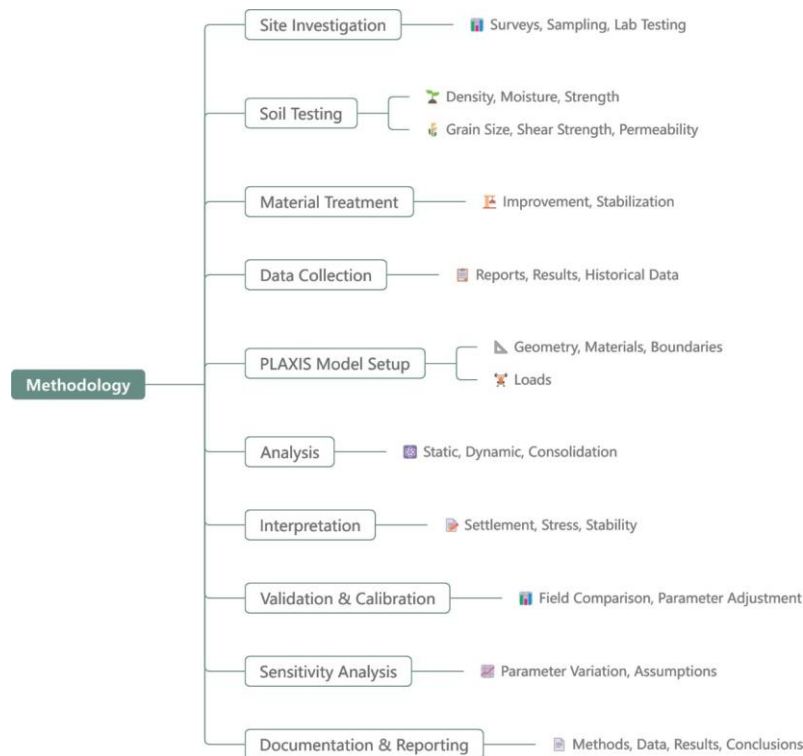 Site Investigation
Surveys, Sampling, Lab Testing
Soil Testing
Density, Moisture, Strength
Grain Size, Shear Strength, Permeability
Material Treatment
Improvement, Stabilization
Data Collection
Reports, Results, Historical Data
PLAXIS Model Setup
Geometry, Materials, Boundaries
Loads
Methodology
Analysis
Static, Dynamic, Consolidation
Interpretation
Settlement, Stress, Stability
Validation & Calibration
Field Comparison, Parameter Adjustment
Sensitivity Analysis
Parameter Variation, Assumptions
Documentation & Reporting
Methods, Data, Results, Conclusions